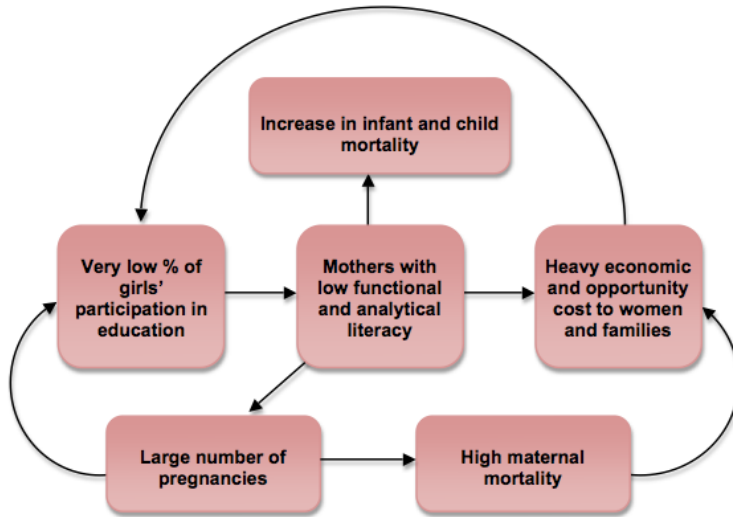 Increase in infant and child
mortality
Very low % of
girls’
participation in
education
Mothers with
low functional
and analytical
literacy
Heavy economic
and opportunity
cost to women
and families
Large number of
pregnancies
High maternal
mortality